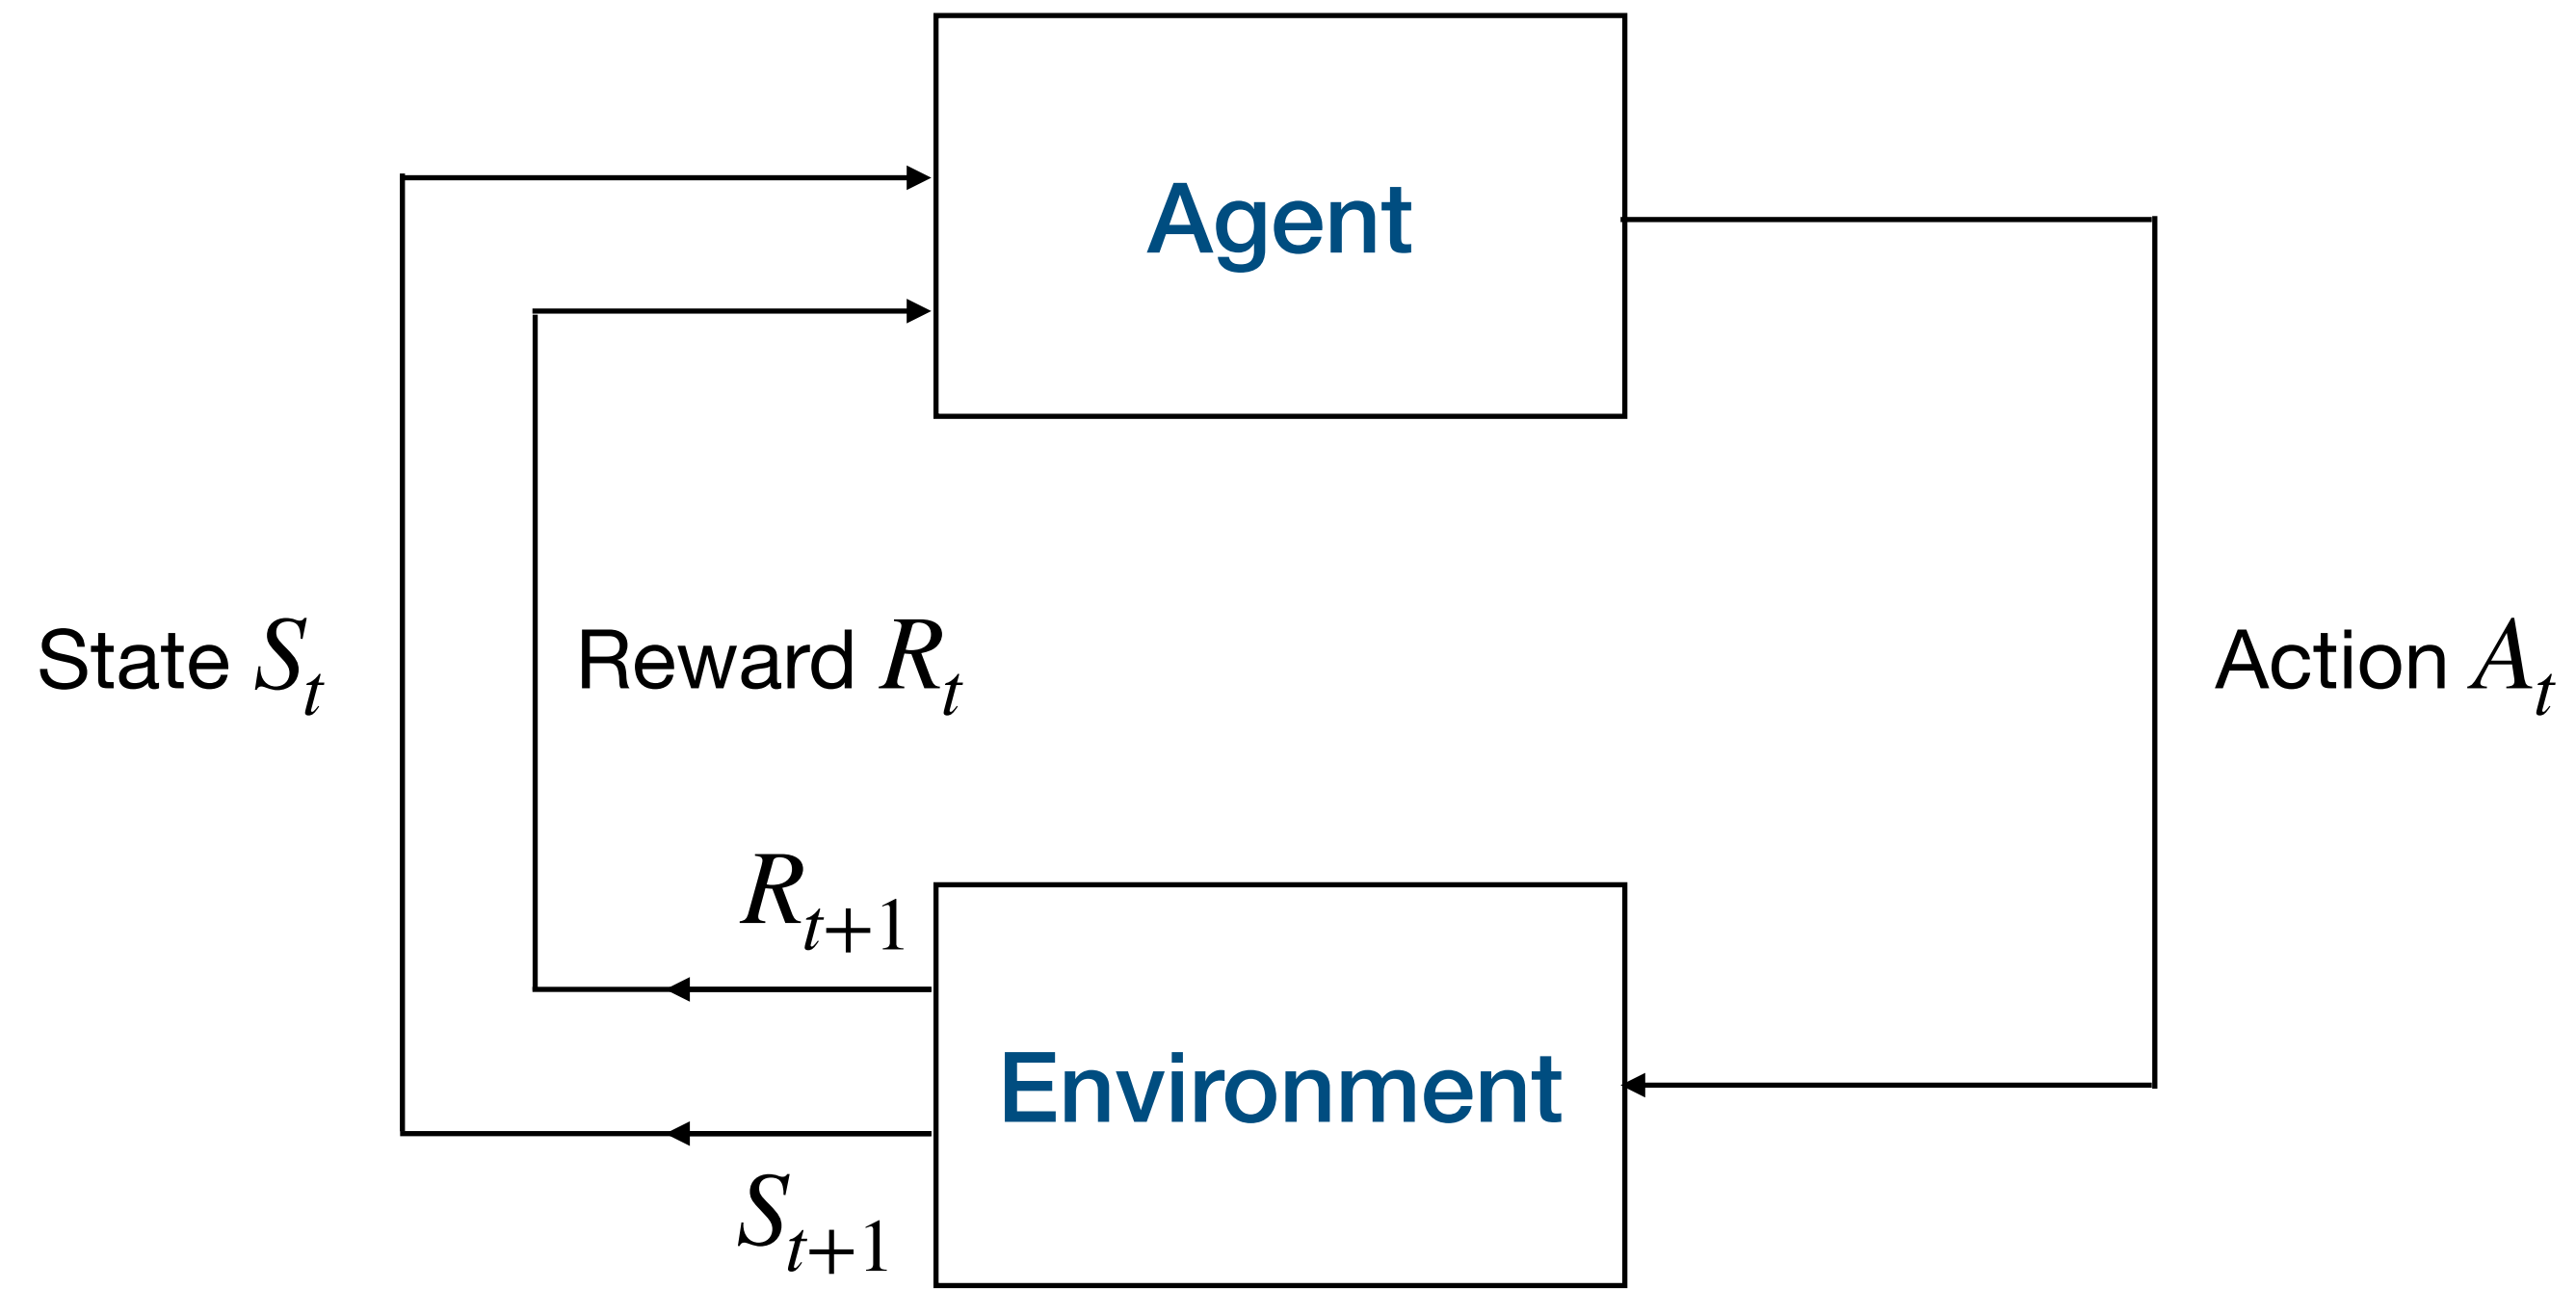 Agent
State S_t
Reward R_t
Action A_t
R_{t+1}
Environment
S_{t+1}